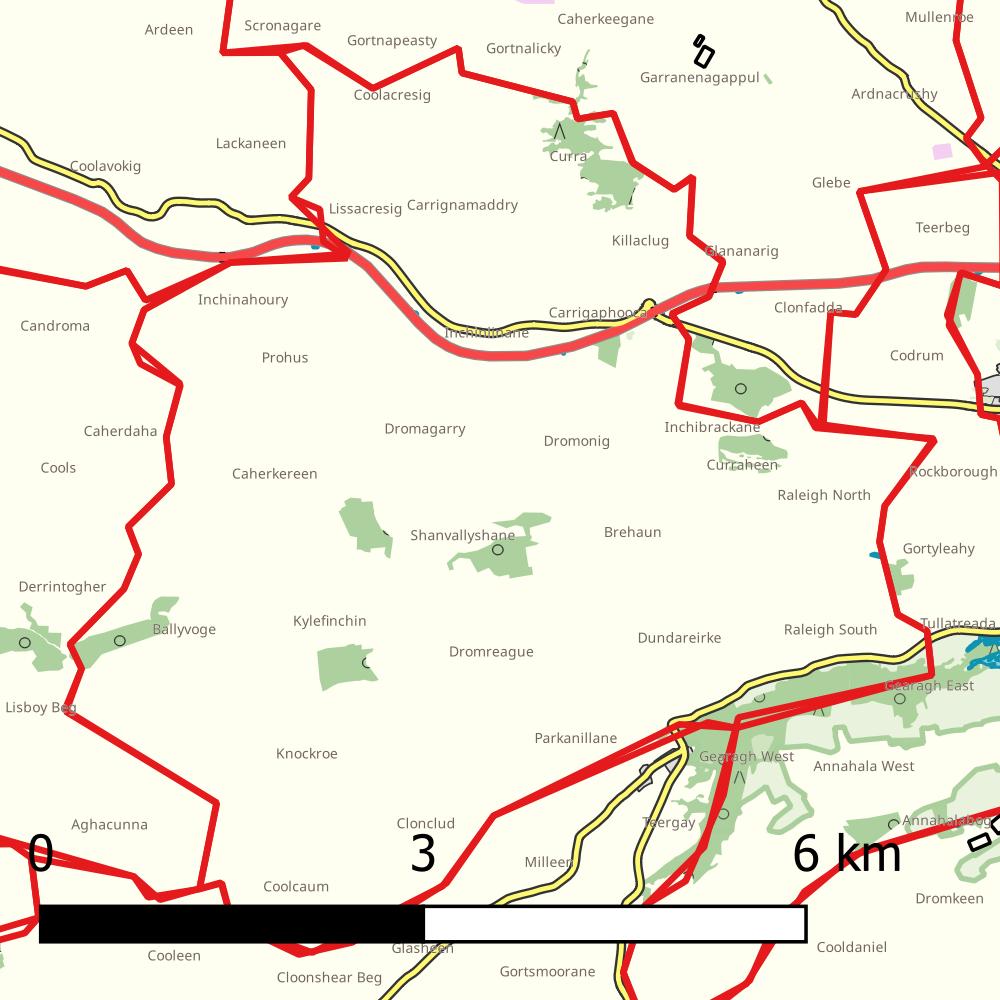 Mullenroe
Caherkeegane
Scronagare
Ardeen
Gortnapeasty
Gortnalicky
Garranenagappul
Coolacresig
Ardnacrushy
Lackaneen
Curra
Coolavokig
Glebe
Lissacresig
Carrignamaddry
Teerbeg
Killaclug
Glananarig
Inchinahoury
Clonfadda
Carrigaphooca
Candroma
Inchinlinane
Prohus
Codrum
Dromagarry
Inchibrackane
Caherdaha
Dromonig
Cools
Curraheen
Caherkereen
Rockborough
Raleigh North
Shanvallyshane
Brehaun
Gortyleahy
Derrintogher
Kylefinchin
Ballyvoge
Tullatreada
Raleigh South
Dundareirke
Dromreague
Gearagh East
Lisboy Beg
Parkanillane
Knockroe
Gearagh West
Annahala West
Aghacunna
Clonclud
Teergay
Annahalabog
0
3
6 km
Milleen
Coolcaum
Dromkeen
Glasheen
Cooldaniel
Cooleen
Cloonshear Beg
Gortsmoorane